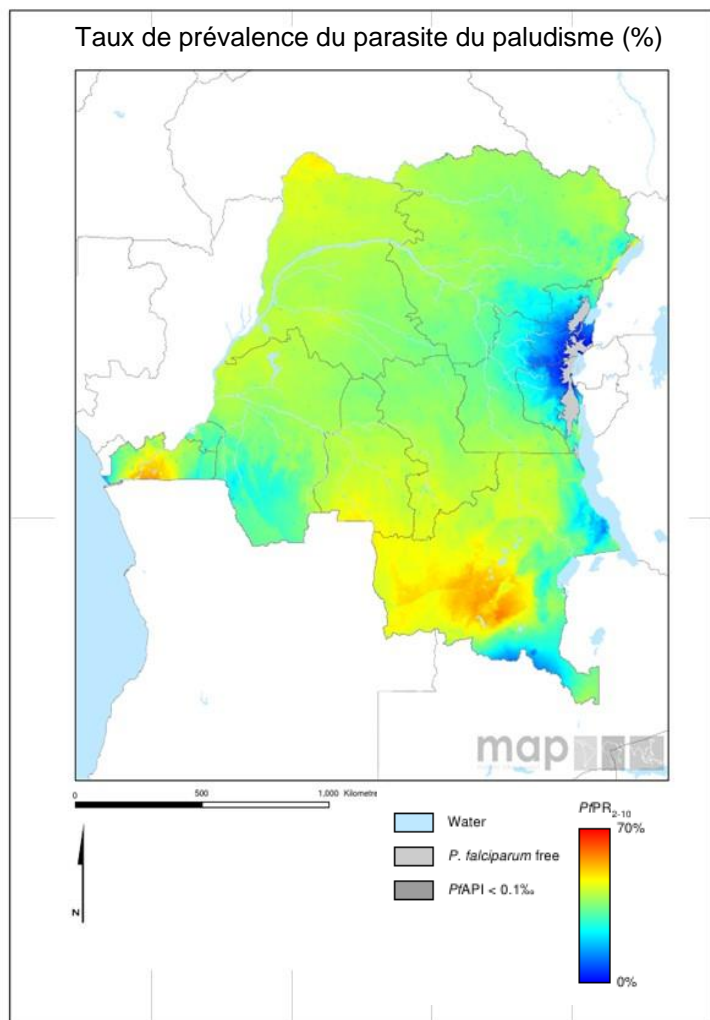 Taux de prévalence du parasite du paludisme (%)
map
0 500 1,000 Kilometre
N
Water
P. falciparum free
PfAPI < 0.1‰
PfPR2-10
70%
0%